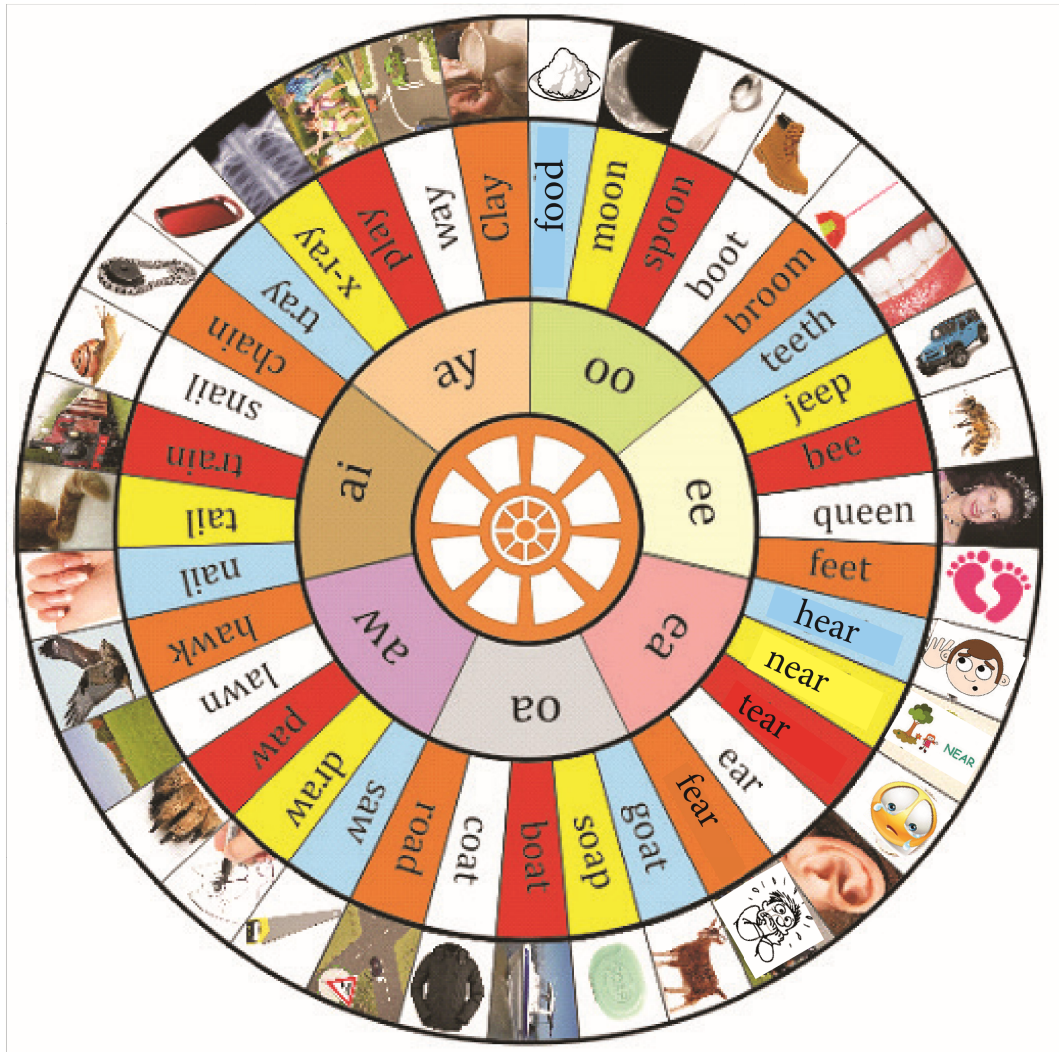 oo
food
moon
spoon
boot
broom
ee
teeth
jeep
bee
queen
feet
ea
hear
near
NEAR
tear
ear
fear
oa
goat
soap
boat
coat
road
aw
saw
draw
paw
lawn
hawk
ai
nail
tail
train
snail
chain
ay
tray
x-ray
play
way
Clay